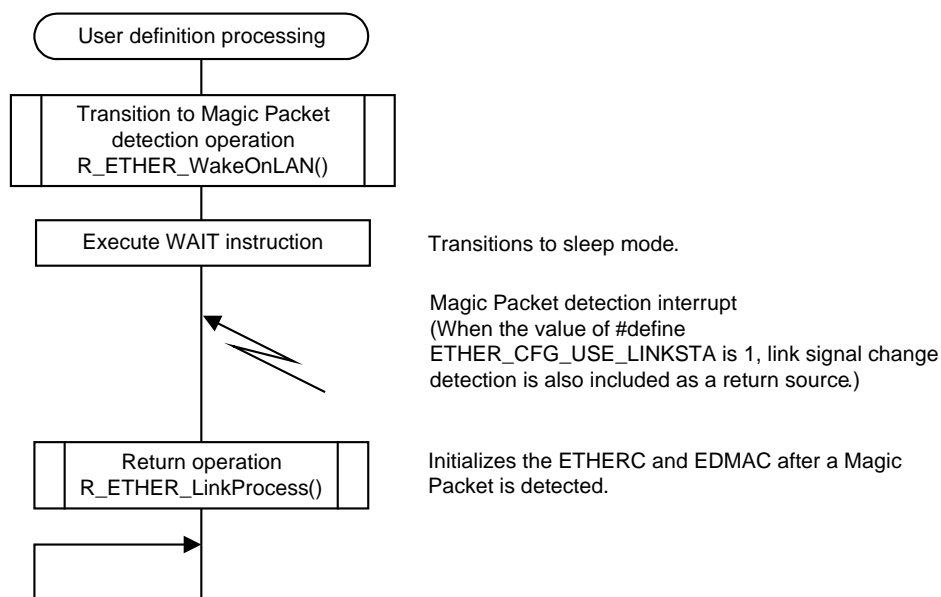 User definition processing
Transition to Magic Packet
detection operation
R_ETHER_WakeOnLAN()
Execute WAIT instruction
Transitions to sleep mode.
Magic Packet detection interrupt
(When the value of #define
ETHER_CFG_USE_LINKSTA is 1, link signal change
detection is also included as a return source.)
Return operation
R_ETHER_LinkProcess()
Initializes the ETHERC and EDMAC after a Magic
Packet is detected.